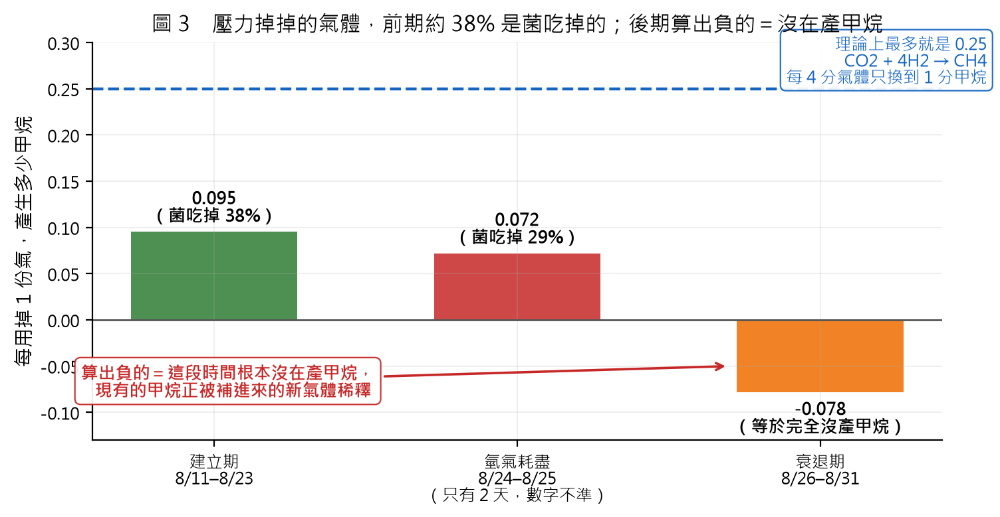 圖 3　壓力掉掉的氣體，前期約 38% 是菌吃掉的；後期算出負的 = 沒在產甲烷
理論上最多就是 0.25
CO2 + 4H2 → CH4
每 4 分氣體只換到 1 分甲烷
每用掉 1 份氣，產生多少甲烷
0.30
0.25
0.20
0.15
0.10
0.05
0.00
-0.05
-0.10
0.095
（菌吃掉 38%）
0.072
（菌吃掉 29%）
算出負的 = 這段時間根本沒在產甲烷，
現有的甲烷正被補進來的新氣體稀釋
-0.078
（等於完全沒產甲烷）
建立期
8/11–8/23
氫氣耗盡
8/24–8/25
（只有 2 天，數字不準）
衰退期
8/26–8/31